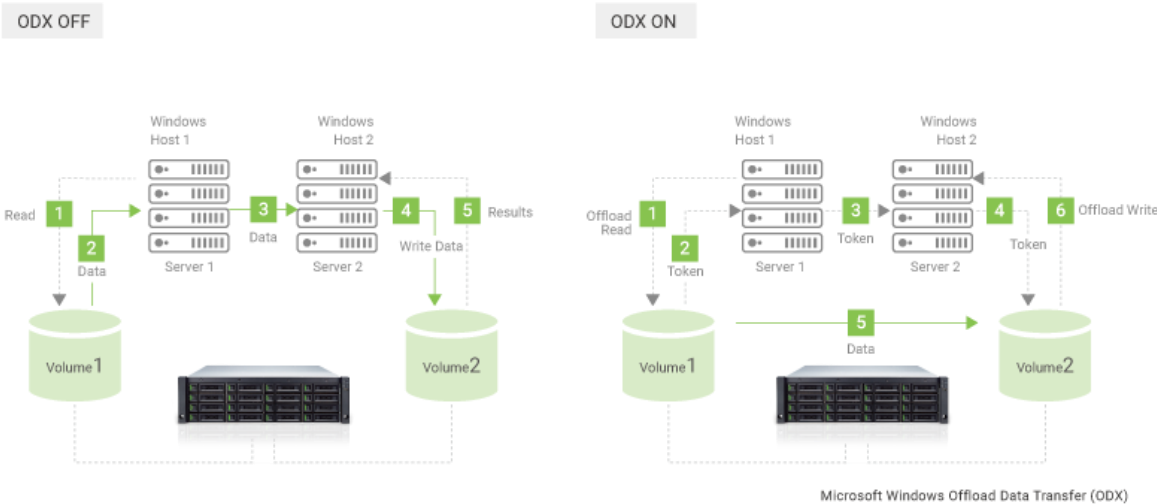 ODX OFF
Windows
Host 1
Windows
Host 2
Read
1
2
Data
3
Data
4
Write Data
5
Results
Server 1
Server 2
Volume1
Volume2
ODX ON
Windows
Host 1
Windows
Host 2
Offload
Read
1
2
Token
3
Token
4
Token
6
Offload Write
Server 1
Server 2
5
Data
Volume1
Volume2
Microsoft Windows Offload Data Transfer (ODX)